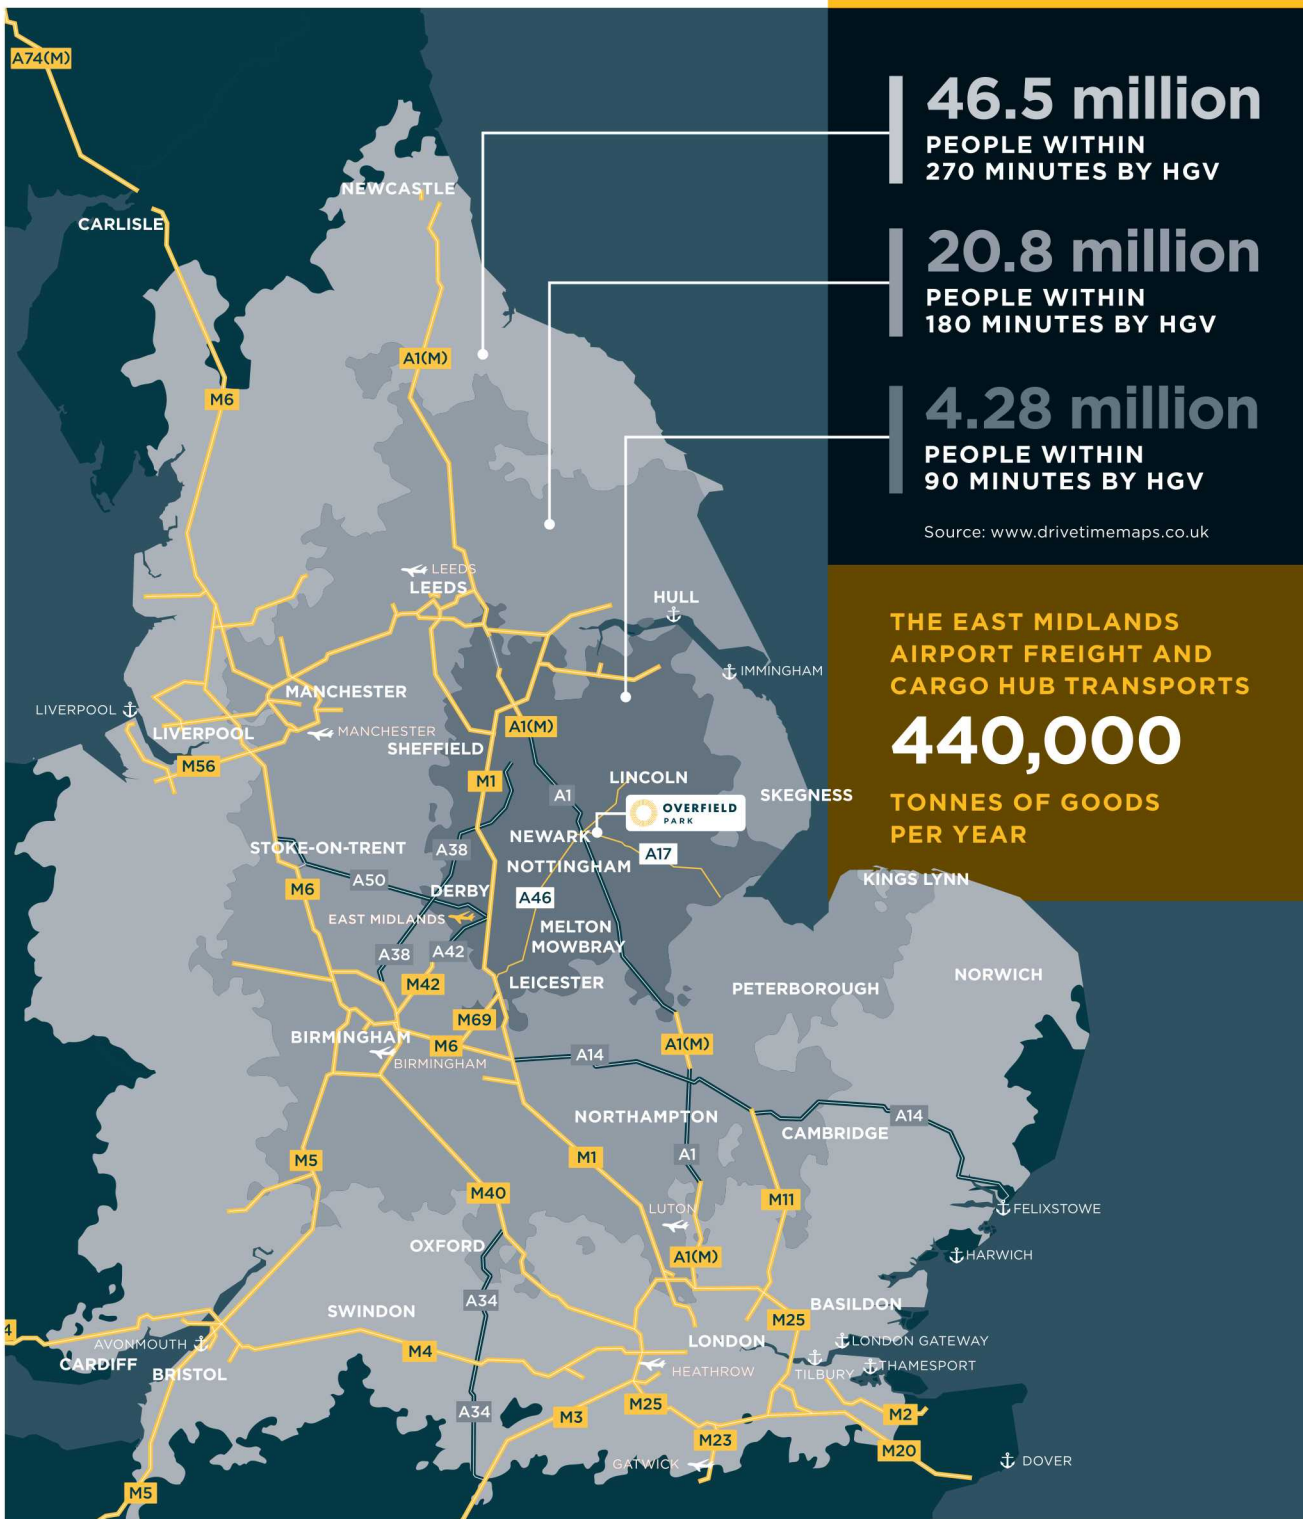 46.5 million
PEOPLE WITHIN
270 MINUTES BY HGV
20.8 million
PEOPLE WITHIN
180 MINUTES BY HGV
4.28 million
PEOPLE WITHIN
90 MINUTES BY HGV
Source: www.drivetimemaps.co.uk
THE EAST MIDLANDS
AIRPORT FREIGHT AND
CARGO HUB TRANSPORTS
440,000
TONNES OF GOODS
PER YEAR
A74(M)
NEWCASTLE
CARLISLE
A1(M)
M6
LEEDS
LEEDS
HULL
IMMINGHAM
MANCHESTER
LIVERPOOL
LIVERPOOL
MANCHESTER
A1(M)
SHEFFIELD
M56
M1
LINCOLN
A1
SKEGNESS
OVERFIELD
PARK
NEWARK
STOKE-ON-TRENT
A38
A17
NOTTINGHAM
A50
KINGS LYNN
M6
DERBY
A46
EAST MIDLANDS
MELTON
MOWBRAY
A38
A42
NORWICH
M42
LEICESTER
PETERBOROUGH
M69
BIRMINGHAM
M6
A1(M)
A14
BIRMINGHAM
NORTHAMPTON
A14
CAMBRIDGE
A1
M1
M5
M40
M11
LUTON
FELIXSTOWE
OXFORD
A1(M)
HARWICH
A34
BASILDON
SWINDON
M25
4
AVONMOUTH
LONDON
LONDON GATEWAY
M4
CARDIFF
THAMESPORT
BRISTOL
HEATHROW
TILBURY
M25
A34
M3
M2
M23
M20
GATWICK
DOVER
M5